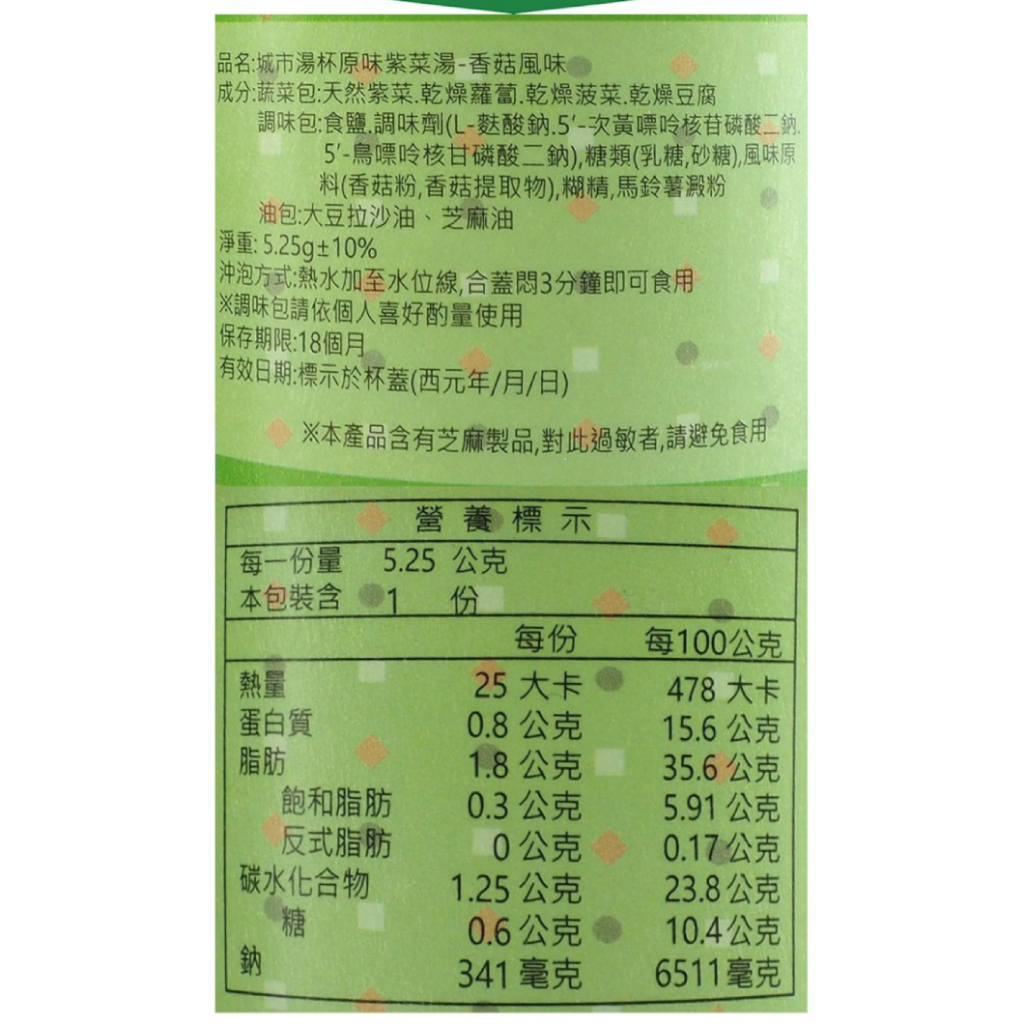 品名:城市湯杯原味紫菜湯-香菇風味
成分:蔬菜包:天然紫菜.乾燥蘿蔔.乾燥菠菜.乾燥豆腐
調味包:食鹽.調味劑(L-麩酸鈉.5′-次黃嘌呤核苷磷酸二鈉.
5′-鳥嘌呤核甘磷酸二鈉),糖類(乳糖,砂糖),風味原
料(香菇粉,香菇提取物),糊精,馬鈴薯澱粉
油包:大豆拉沙油、芝麻油
淨重: 5.25g±10%
沖泡方式:熱水加至水位線,合蓋悶3分鐘即可食用
※調味包請依個人喜好酌量使用
保存期限:18個月
有效日期:標示於杯蓋(西元年/月/日)
※本產品含有芝麻製品,對此過敏者,請避免食用
營養標示
每一份量 5.25 公克
本包裝含 1 份
每份 每100公克
熱量 25 大卡 478 大卡
蛋白質 0.8 公克 15.6 公克
脂肪 1.8 公克 35.6 公克
飽和脂肪 0.3 公克 5.91 公克
反式脂肪 0 公克 0.17 公克
碳水化合物 1.25 公克 23.8 公克
糖 0.6 公克 10.4 公克
鈉 341 毫克 6511 毫克